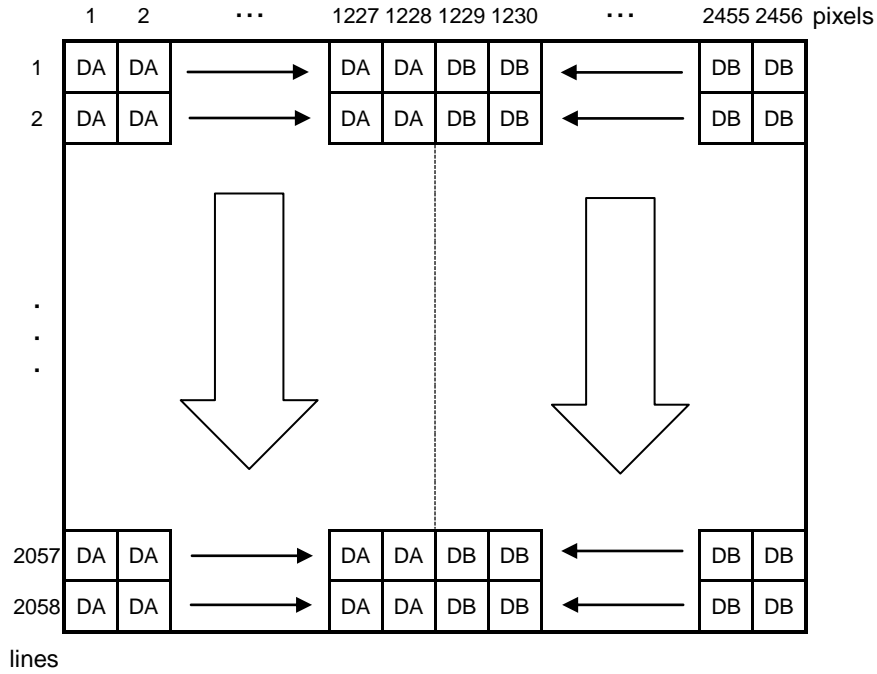 1 2 ... 1227 1228 1229 1230 ... 2455 2456 pixels
1 DA DA DA DA DB DB DB DB
2 DA DA DA DA DB DB DB DB
.
.
.
2057 DA DA DA DA DB DB DB DB
2058 DA DA DA DA DB DB DB DB
lines